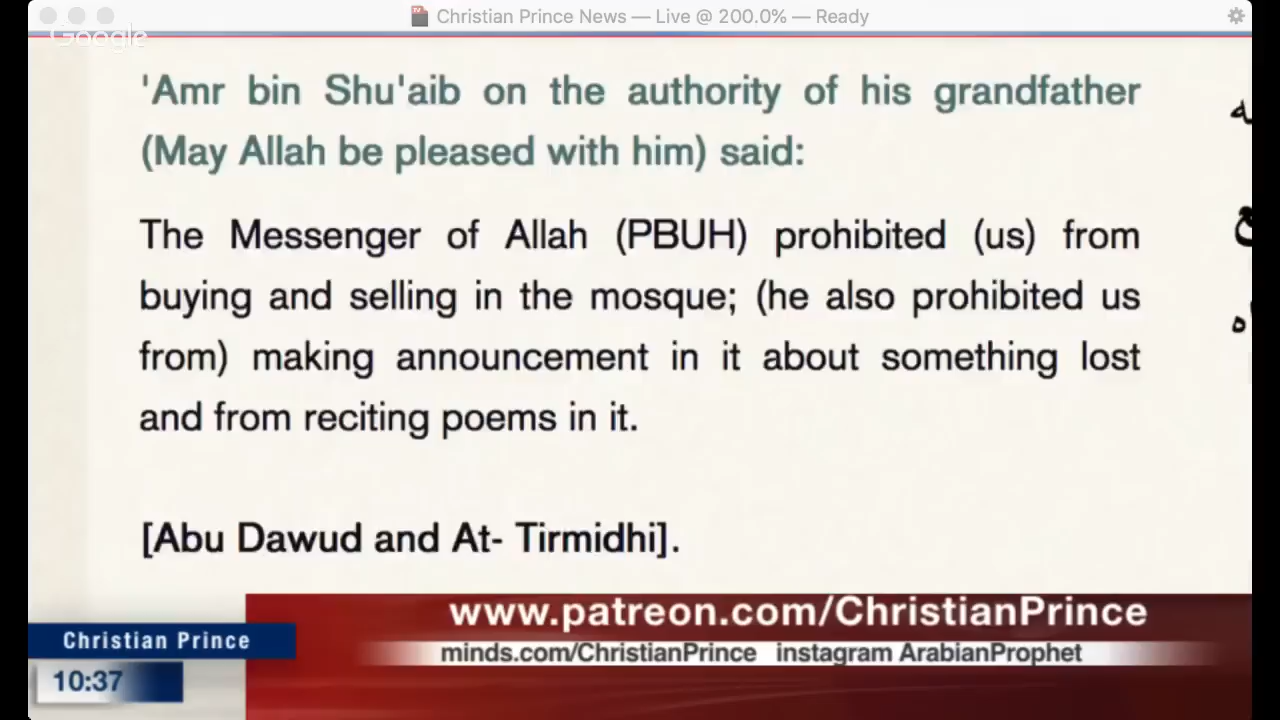 Christian Prince News — Live @ 200.0% — Ready
Google
'Amr bin Shu'aib on the authority of his grandfather
(May Allah be pleased with him) said:
The Messenger of Allah (PBUH) prohibited (us) from
buying and selling in the mosque; (he also prohibited us
from) making announcement in it about something lost
and from reciting poems in it.
[Abu Dawud and At- Tirmidhi].
www.patreon.com/ChristianPrince
Christian Prince
minds.com/ChristianPrince instagram ArabianProphet
10:37